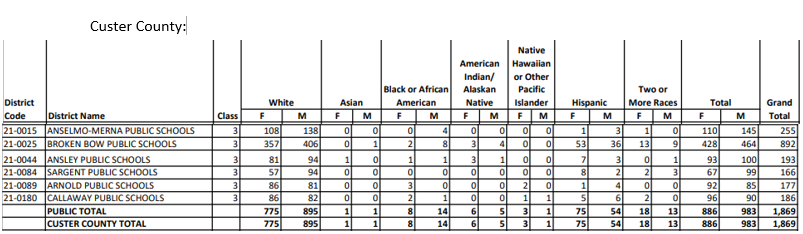 Custer County:
Native
American Hawaiian
Indian/ or Other
Black or African Alaskan Pacific Two or
District White Asian American Native Islander Hispanic More Races Total Grand
Code District Name Class F M F M F M F M F M F M F M F M Total
21-0015 ANSELMO-MERNA PUBLIC SCHOOLS 3 108 138 0 0 0 4 0 0 0 0 1 3 1 0 110 145 255
21-0025 BROKEN BOW PUBLIC SCHOOLS 3 357 406 0 1 2 8 3 4 0 0 53 36 13 9 428 464 892
21-0044 ANSLEY PUBLIC SCHOOLS 3 81 94 1 0 1 1 3 1 0 0 7 3 0 1 93 100 193
21-0084 SARGENT PUBLIC SCHOOLS 3 57 94 0 0 0 0 0 0 0 0 8 2 2 3 67 99 166
21-0089 ARNOLD PUBLIC SCHOOLS 3 86 81 0 0 3 0 0 0 2 0 1 4 0 0 92 85 177
21-0180 CALLAWAY PUBLIC SCHOOLS 3 86 82 0 0 2 1 0 0 1 1 5 6 2 0 96 90 186
PUBLIC TOTAL 775 895 1 1 8 14 6 5 3 1 75 54 18 13 886 983 1,869
CUSTER COUNTY TOTAL 775 895 1 1 8 14 6 5 3 1 75 54 18 13 886 983 1,869